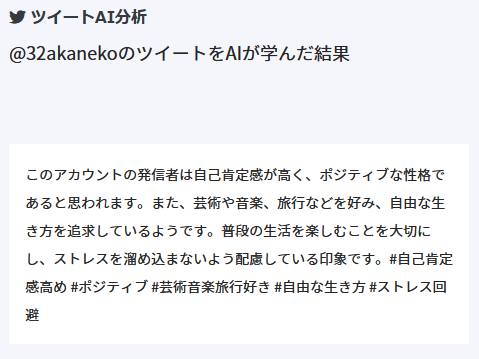 ツイートAI分析
@32akanekoのツイートをAIが学んだ結果
このアカウントの発信者は自己肯定感が高く、ポジティブな性格で
あると思われます。また、芸術や音楽、旅行などを好み、自由な生
き方を追求しているようです。普段の生活を楽しむことを大切に
し、ストレスを溜め込まないよう配慮している印象です。#自己肯定
感高め #ポジティブ #芸術音楽旅行好き #自由な生き方 #ストレス回
避